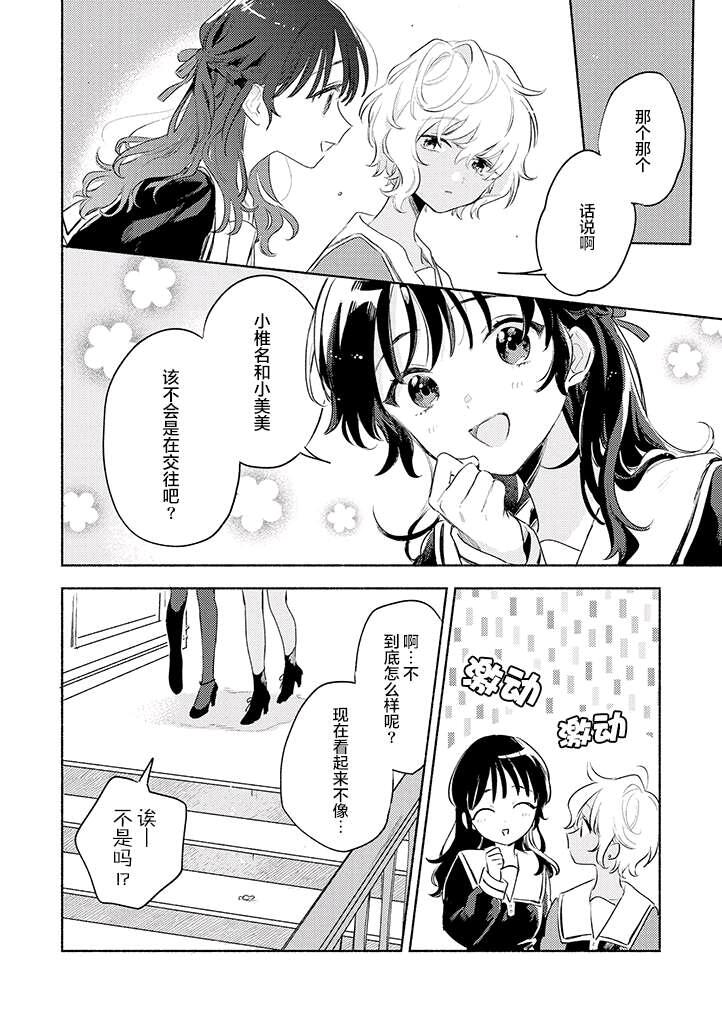 那个那个
话说啊
小椎名和小美美
该不会是在交往吧？
激动
激动
啊…不
到底怎么样呢？
现在看起来不像…
诶—
不是吗!?